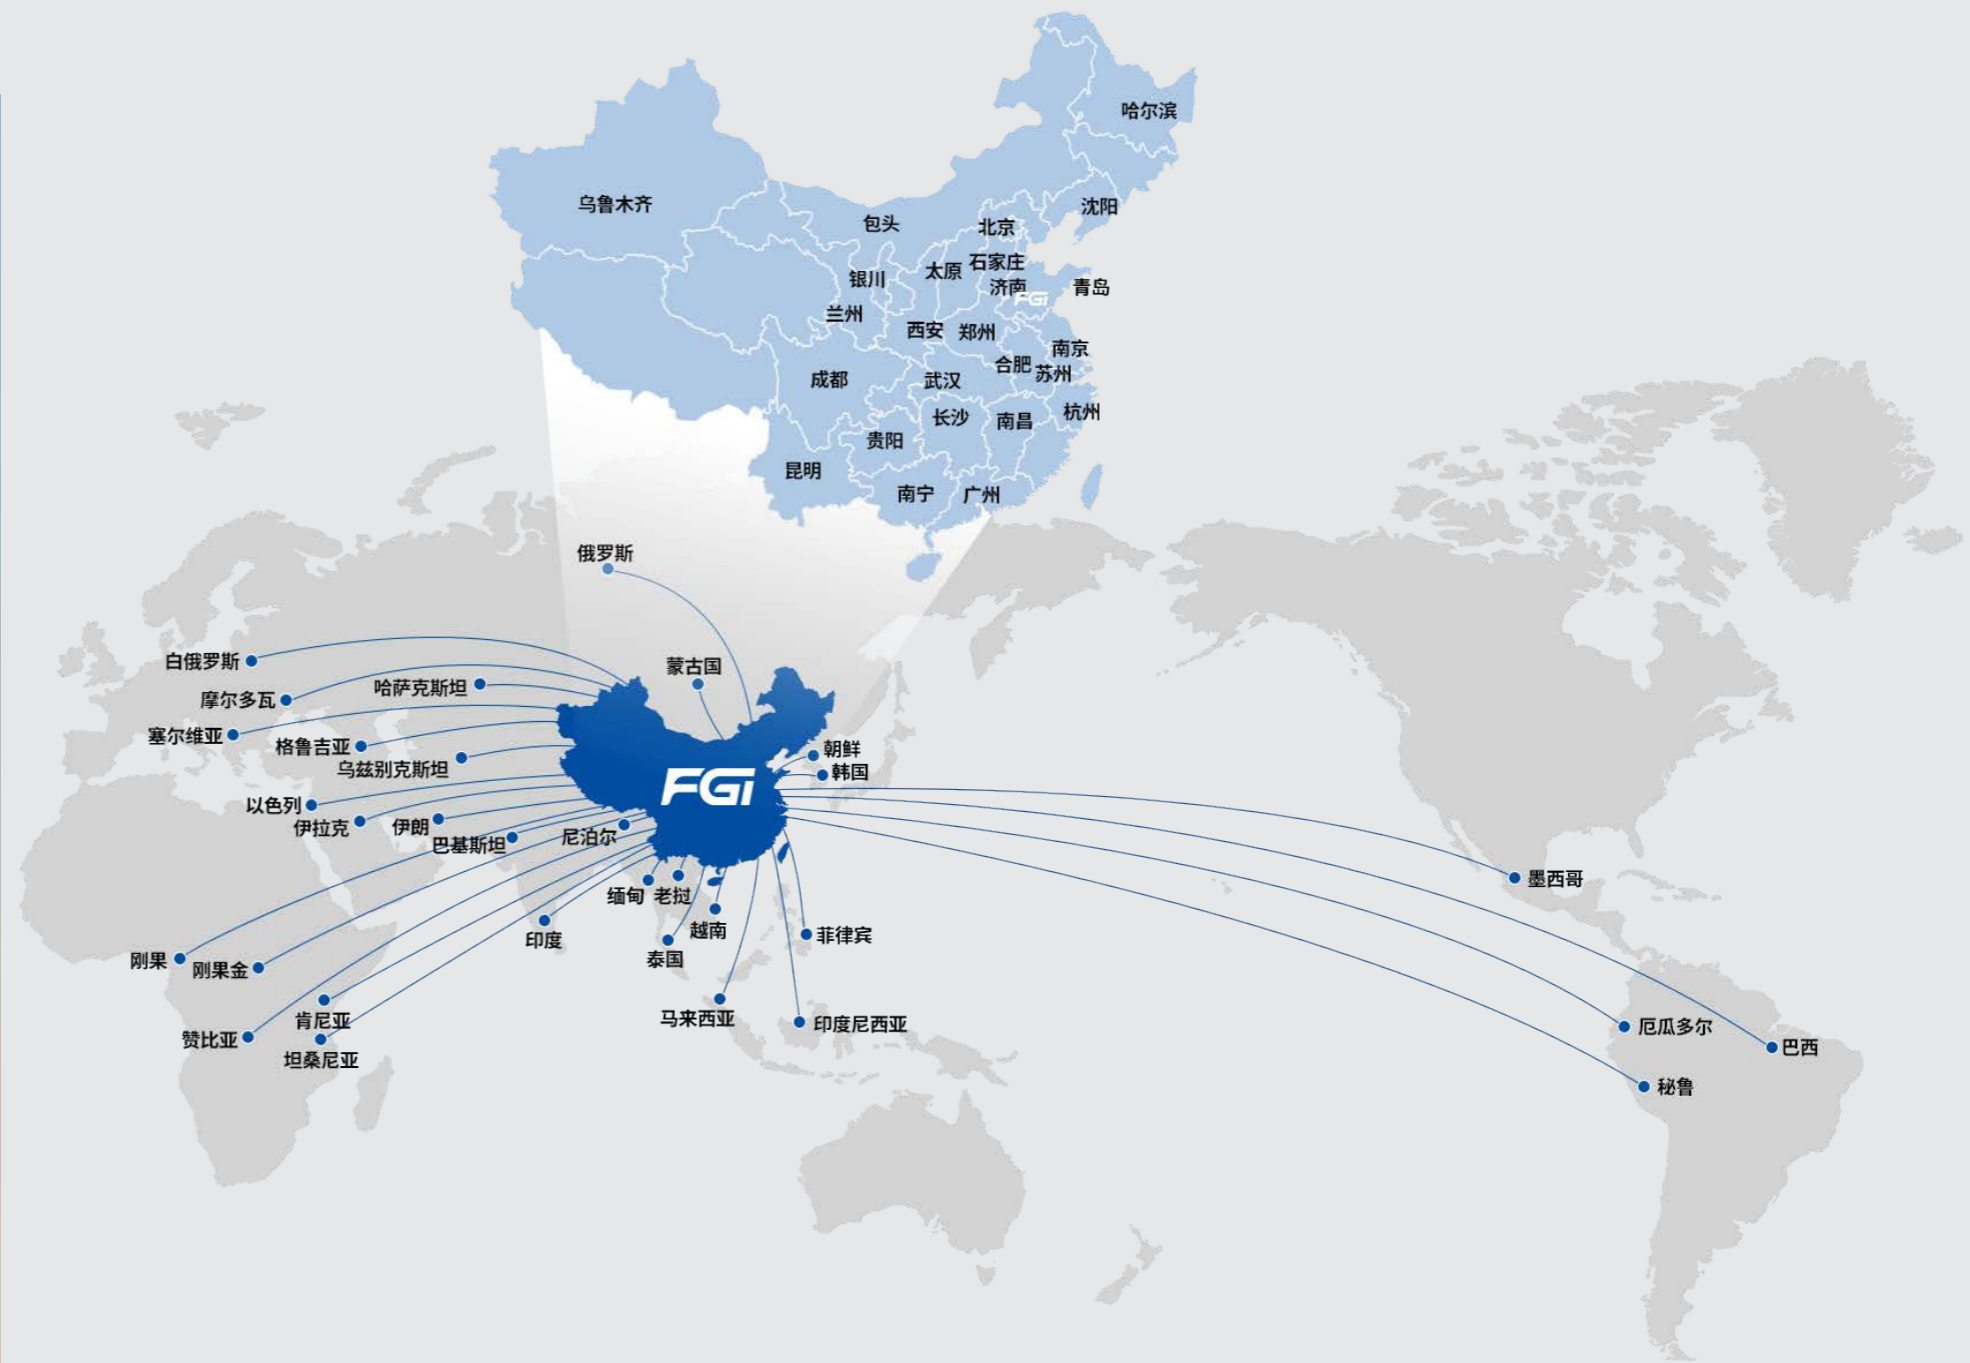 哈尔滨
乌鲁木齐
沈阳
包头
北京
石家庄
太原
银川
济南
青岛
FGi
兰州
西安
郑州
南京
合肥
苏州
成都
武汉
杭州
长沙
南昌
贵阳
昆明
南宁
广州
俄罗斯
白俄罗斯
蒙古国
哈萨克斯坦
摩尔多瓦
塞尔维亚
格鲁吉亚
朝鲜
乌兹别克斯坦
韩国
FGi
以色列
伊拉克
伊朗
尼泊尔
巴基斯坦
墨西哥
缅甸
老挝
越南
菲律宾
印度
泰国
刚果
刚果金
肯尼亚
马来西亚
印度尼西亚
厄瓜多尔
赞比亚
巴西
坦桑尼亚
秘鲁